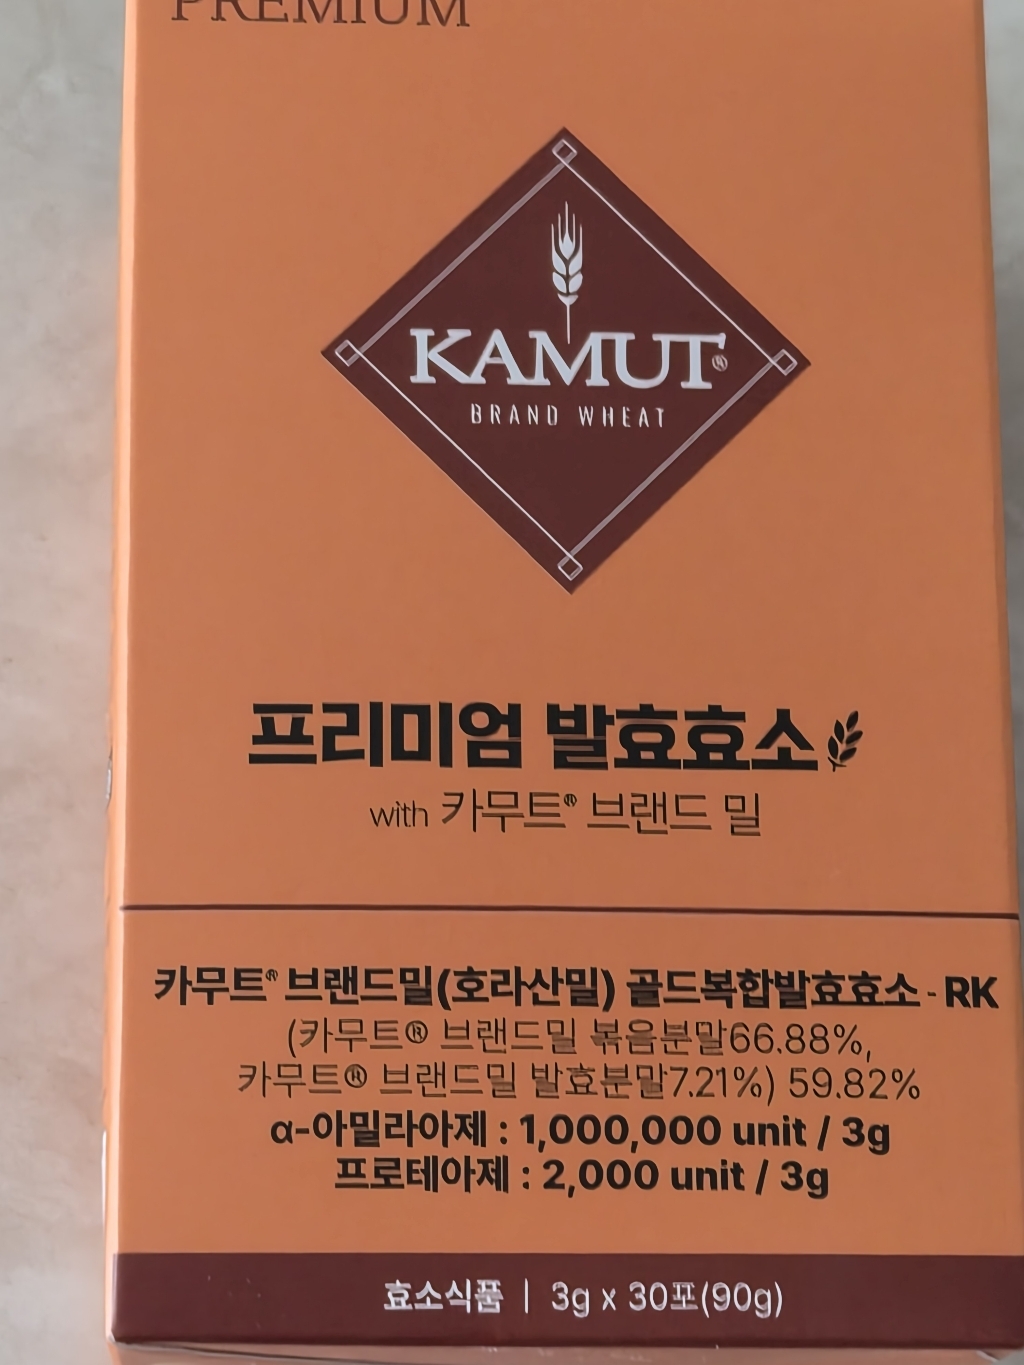 PREMIUM
KAMUT®
BRAND WHEAT
프리미엄 발효효소
with 카무트® 브랜드 밀
카무트® 브랜드밀(호라산밀) 골드복합발효효소 - RK
(카무트® 브랜드밀 볶음분말66.88%,
카무트® 브랜드밀 발효분말7.21%) 59.82%
α-아밀라아제 : 1,000,000 unit / 3g
프로테아제 : 2,000 unit / 3g
효소식품 | 3g x 30포(90g)